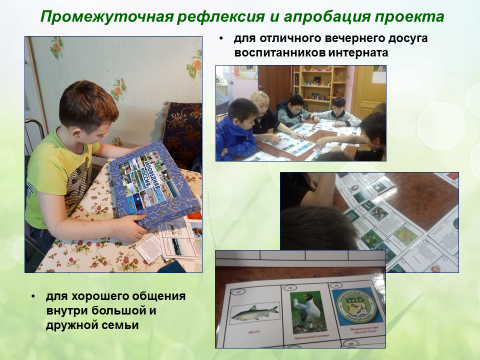 Промежуточная рефлексия и апробация проекта
• для отличного вечернего досуга
воспитанников интерната
• для хорошего общения
внутри большой и
дружной семьи